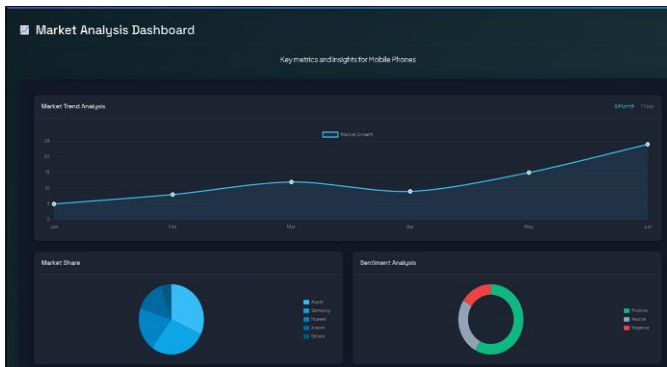 Market Analysis Dashboard
Key metrics and insights for Mobile Phones
Market Trend Analysis
6Month 1Year
Market Growth
25
20
15
10
5
0
Jan Feb Mar Apr May Jun
Market Share
Apple
Samsung
Huawei
Xiaomi
Others
Sentiment Analysis
Positive
Neutral
Negative